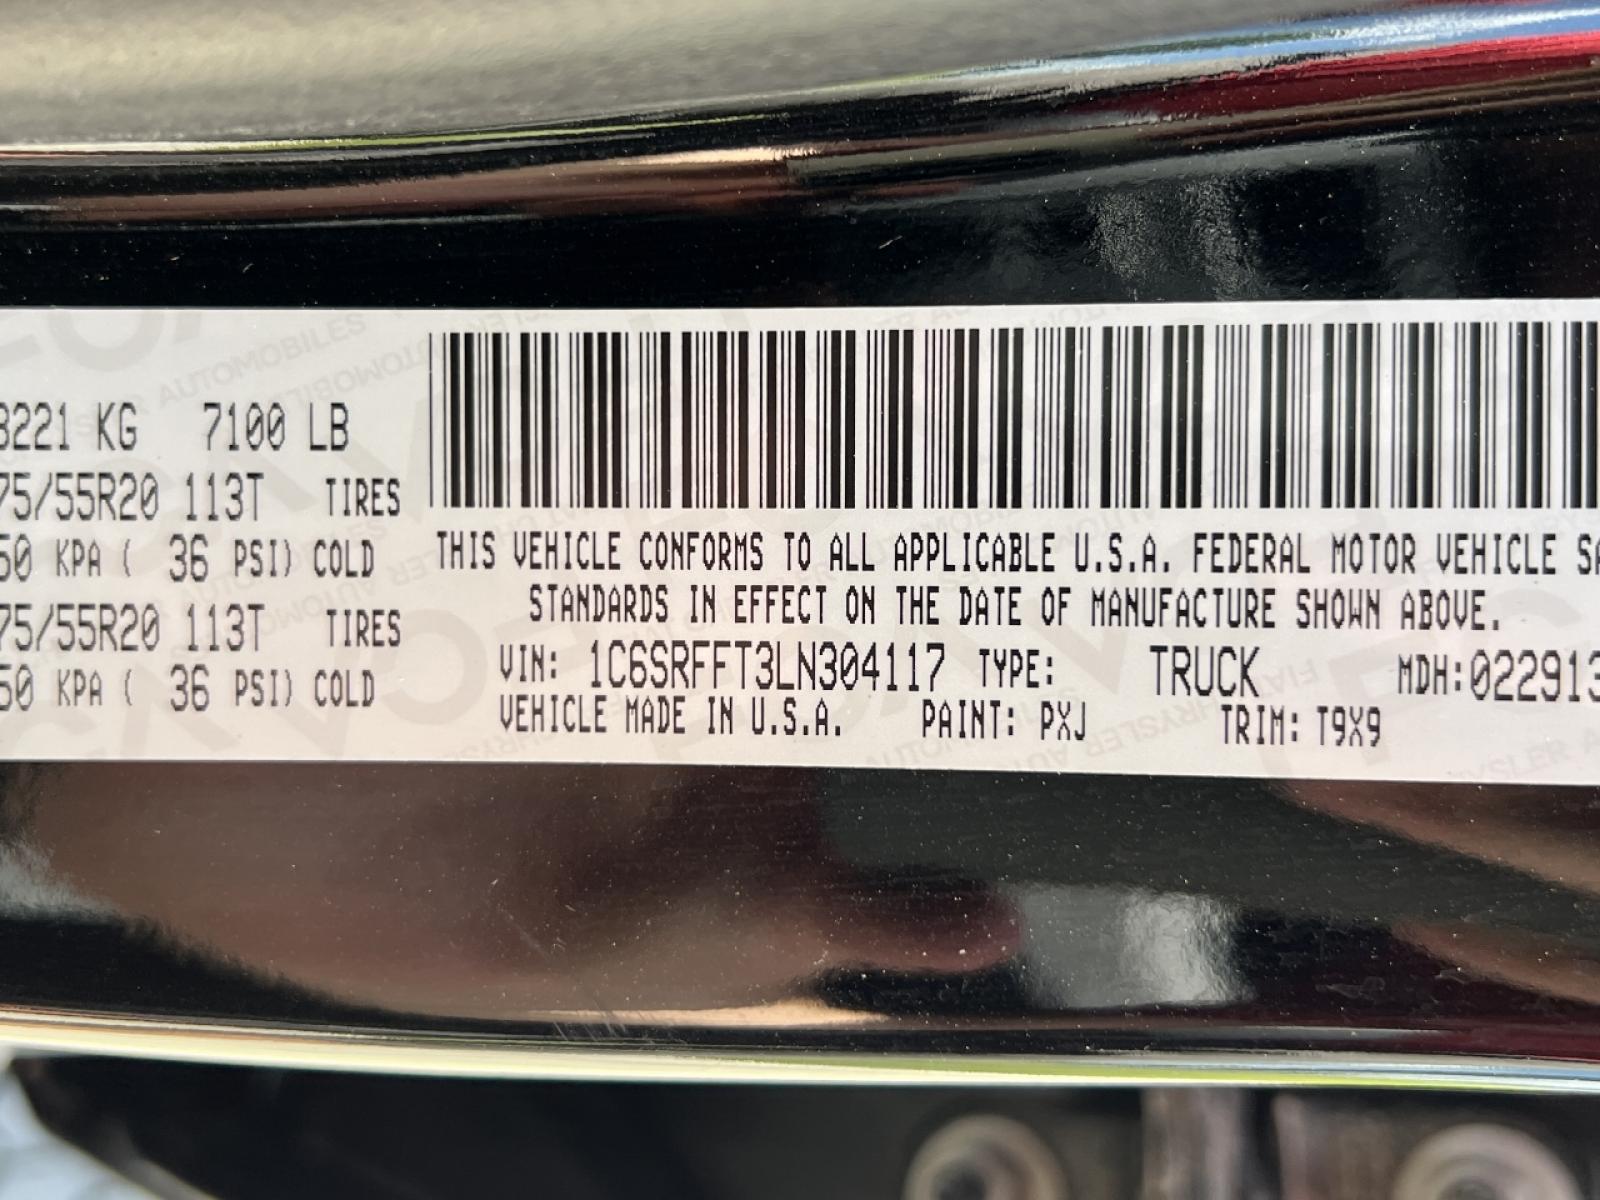 3221 KG 7100 LB
75/55R20 113T TIRES
50 KPA ( 36 PSI) COLD
75/55R20 113T TIRES
50 KPA ( 36 PSI) COLD
THIS VEHICLE CONFORMS TO ALL APPLICABLE U.S.A. FEDERAL MOTOR VEHICLE SA
STANDARDS IN EFFECT ON THE DATE OF MANUFACTURE SHOWN ABOVE.
VIN: 1C6SRFFT3LN304117 TYPE: TRUCK MDH:022913
VEHICLE MADE IN U.S.A. PAINT: PXJ TRIM: T9X9